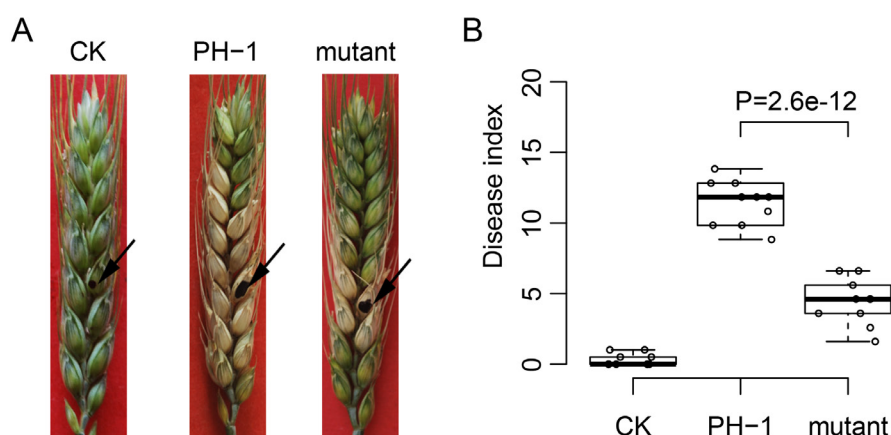 A
CK
PH−1
mutant
B
Disease index
20
15
10
5
0
P=2.6e-12
CK
PH−1
mutant